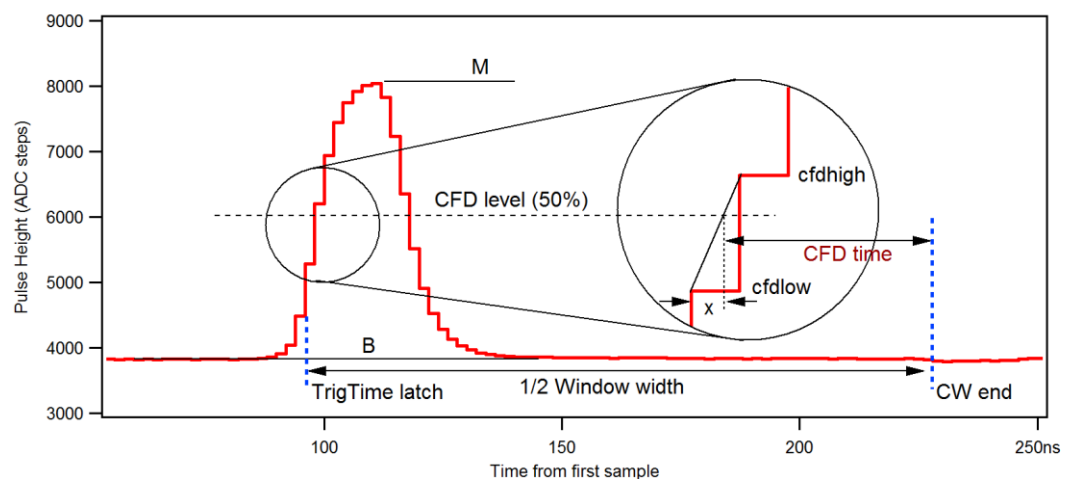 9000
8000
7000
6000
5000
4000
3000
Pulse Height (ADC steps)
M
CFD level (50%)
cfdhigh
CFD time
cfdlow
x
B
TrigTime latch
1/2 Window width
CW end
100
150
200
250ns
Time from first sample